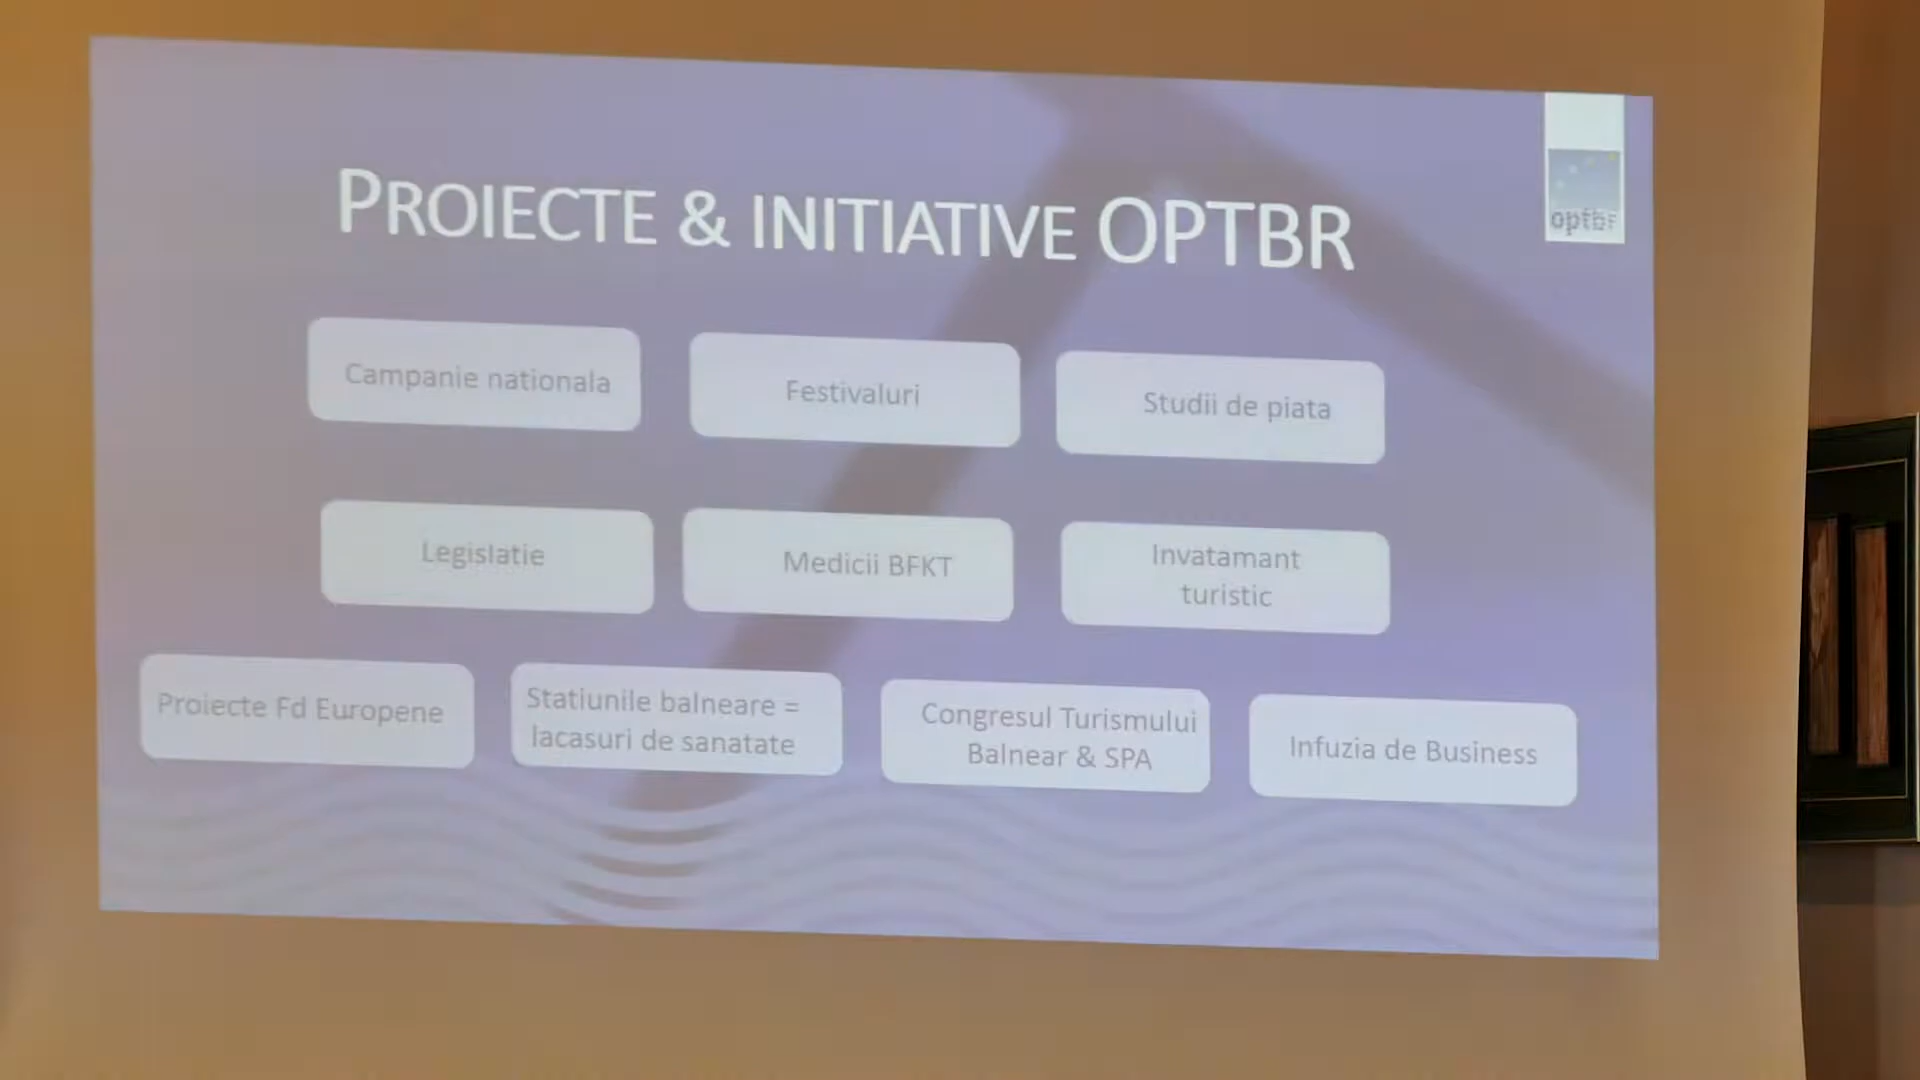 PROIECTE & INITIATIVE OPTBR
optbr
Campanie nationala
Festivaluri
Studii de piata
Legislatie
Medicii BFKT
Invatamant
turistic
Proiecte Fd Europene
Statiunile balneare =
lacasuri de sanatate
Congresul Turismului
Balnear & SPA
Infuzia de Business